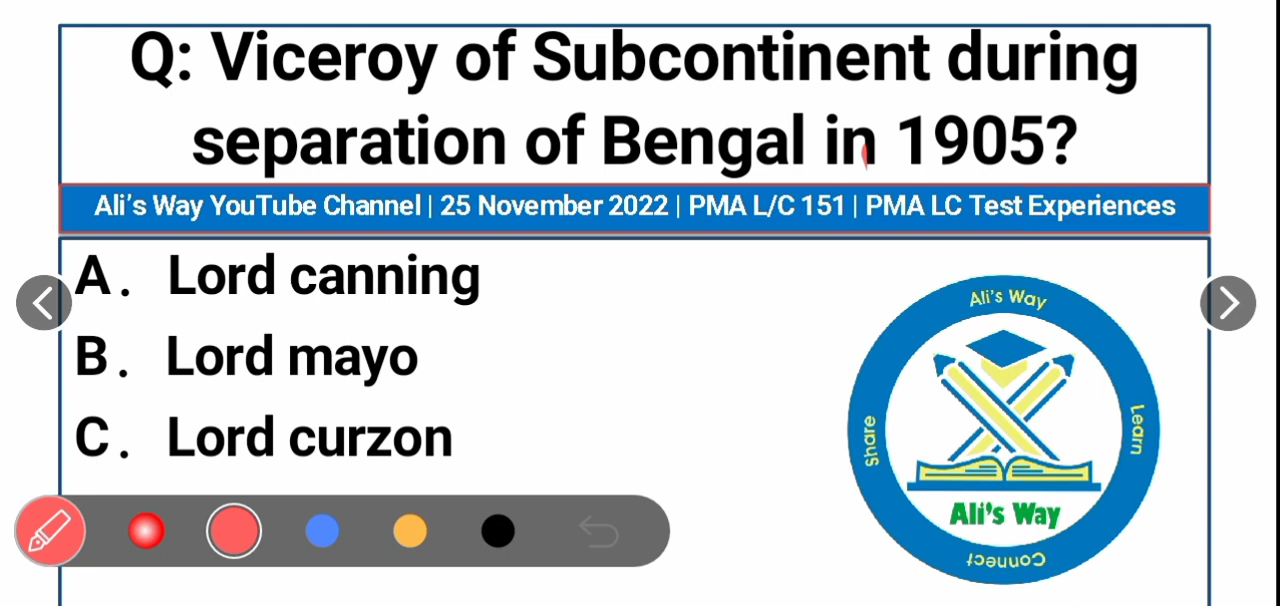 Q: Viceroy of Subcontinent during
separation of Bengal in 1905?
Ali's Way YouTube Channel | 25 November 2022 | PMA L/C 151 | PMA LC Test Experiences
A. Lord canning
B. Lord mayo
C. Lord curzon
Ali's Way
Share
Learn
Ali's Way
Connect